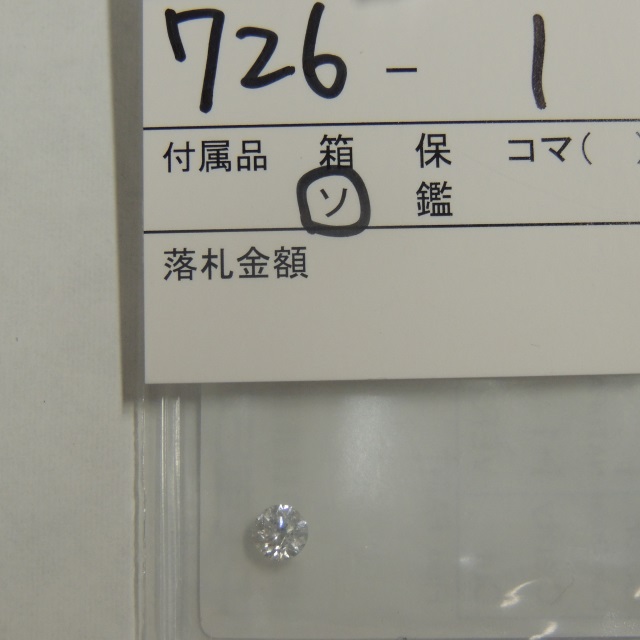 726 - 1
付属品 箱 保 コマ( )
ソ 鑑
落札金額